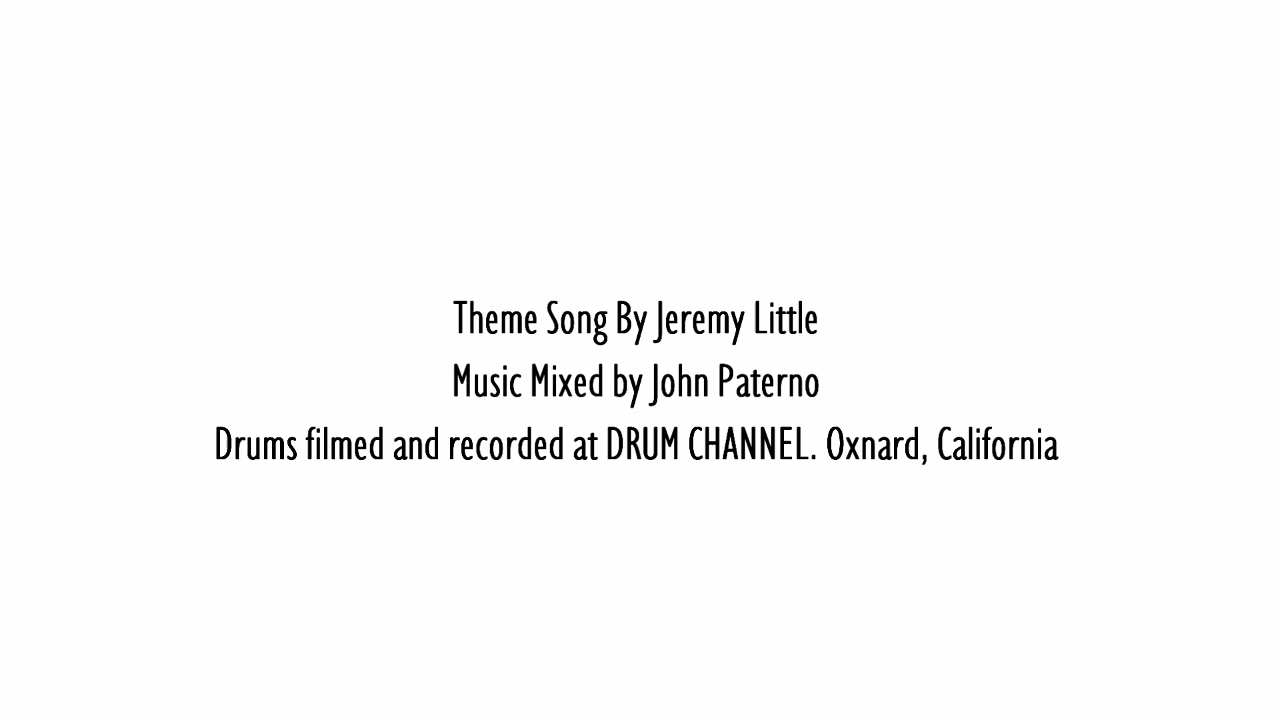 Theme Song By Jeremy Little
Music Mixed by John Paterno
Drums filmed and recorded at DRUM CHANNEL. Oxnard, California